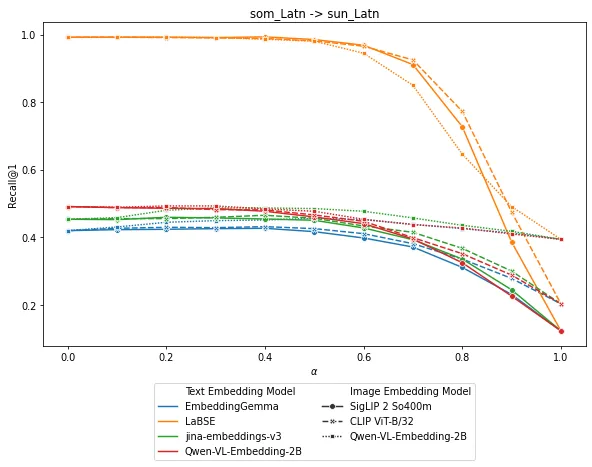 som_Latn -> sun_Latn
Recall@1
1.0
0.8
0.6
0.4
0.2
0.0 0.2 0.4 0.6 0.8 1.0
α
Text Embedding Model Image Embedding Model
EmbeddingGemma SigLIP 2 So400m
LaBSE CLIP ViT-B/32
jina-embeddings-v3 Qwen-VL-Embedding-2B
Qwen-VL-Embedding-2B